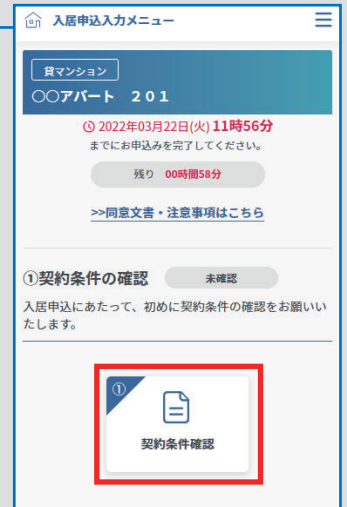 入居申込入力メニュー
貸マンション
○○アパート 201
2022年03月22日(火) 11時56分
までにお申込みを完了してください。
残り 00時間58分
>>同意文書・注意事項はこちら
①契約条件の確認 未確認
入居申込にあたって、初めに契約条件の確認をお願いい
たします。
①
契約条件確認